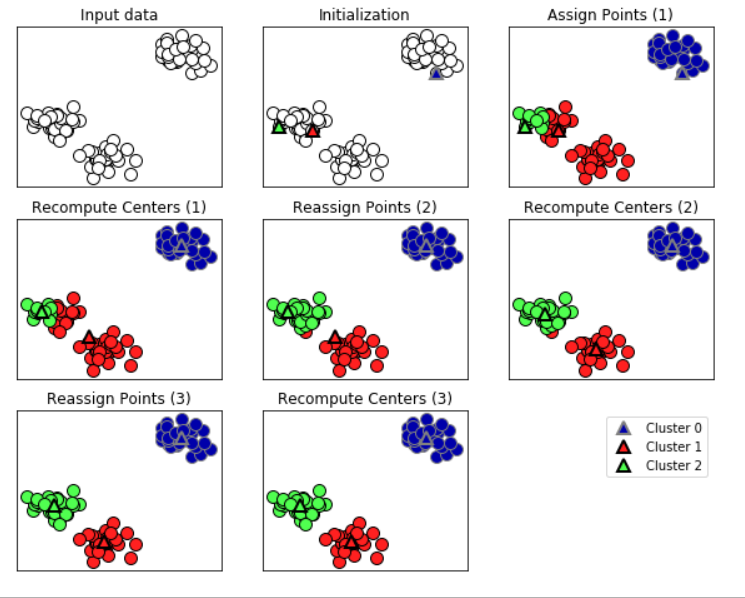 Input data
Initialization
Assign Points (1)
Recompute Centers (1)
Reassign Points (2)
Recompute Centers (2)
Reassign Points (3)
Recompute Centers (3)
Cluster 0
Cluster 1
Cluster 2